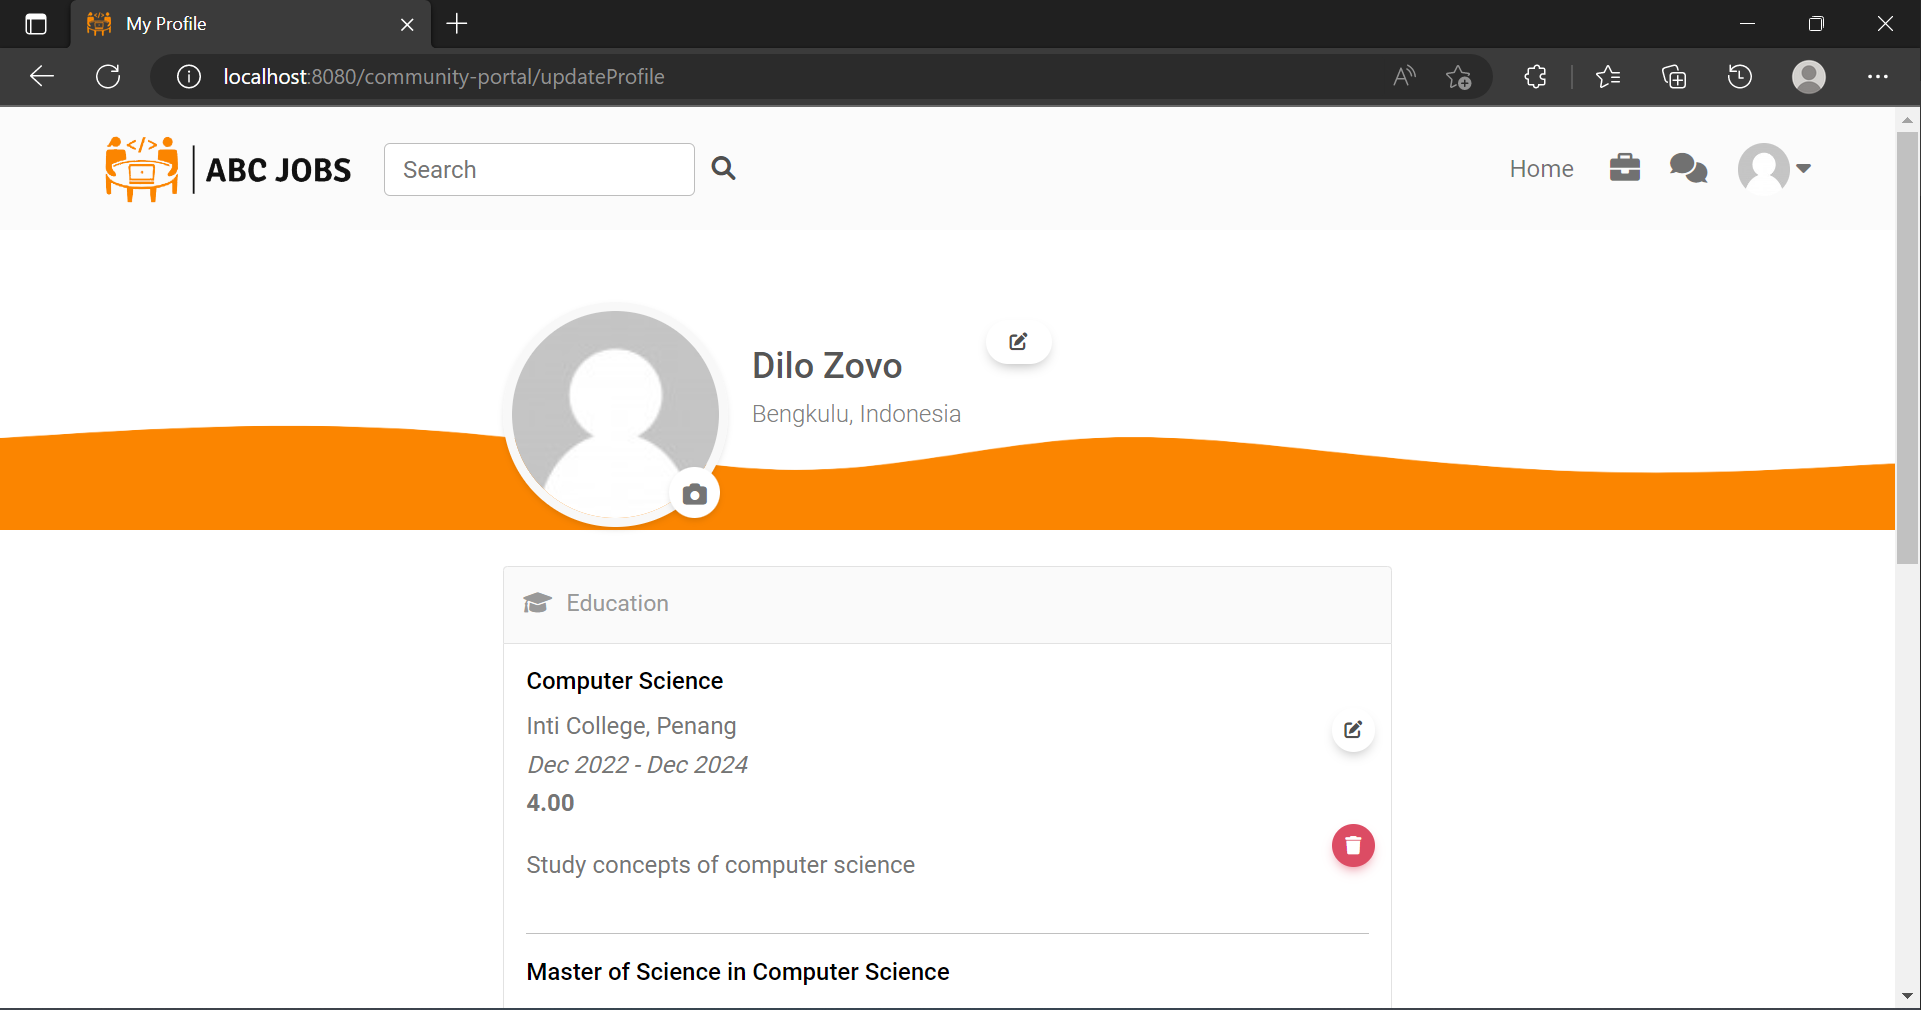 My Profile
localhost:8080/community-portal/updateProfile
ABC JOBS
Search
Home
Dilo Zovo
Bengkulu, Indonesia
Education
Computer Science
Inti College, Penang
Dec 2022 - Dec 2024
4.00
Study concepts of computer science
Master of Science in Computer Science